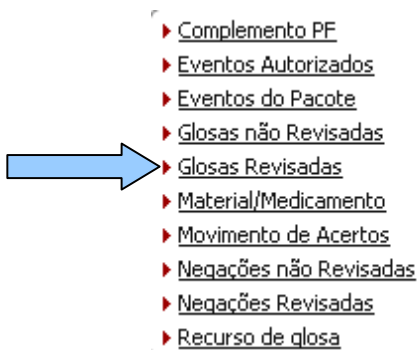 Complemento PF
Eventos Autorizados
Eventos do Pacote
Glosas não Revisadas
Glosas Revisadas
Material/Medicamento
Movimento de Acertos
Negações não Revisadas
Negações Revisadas
Recurso de glosa